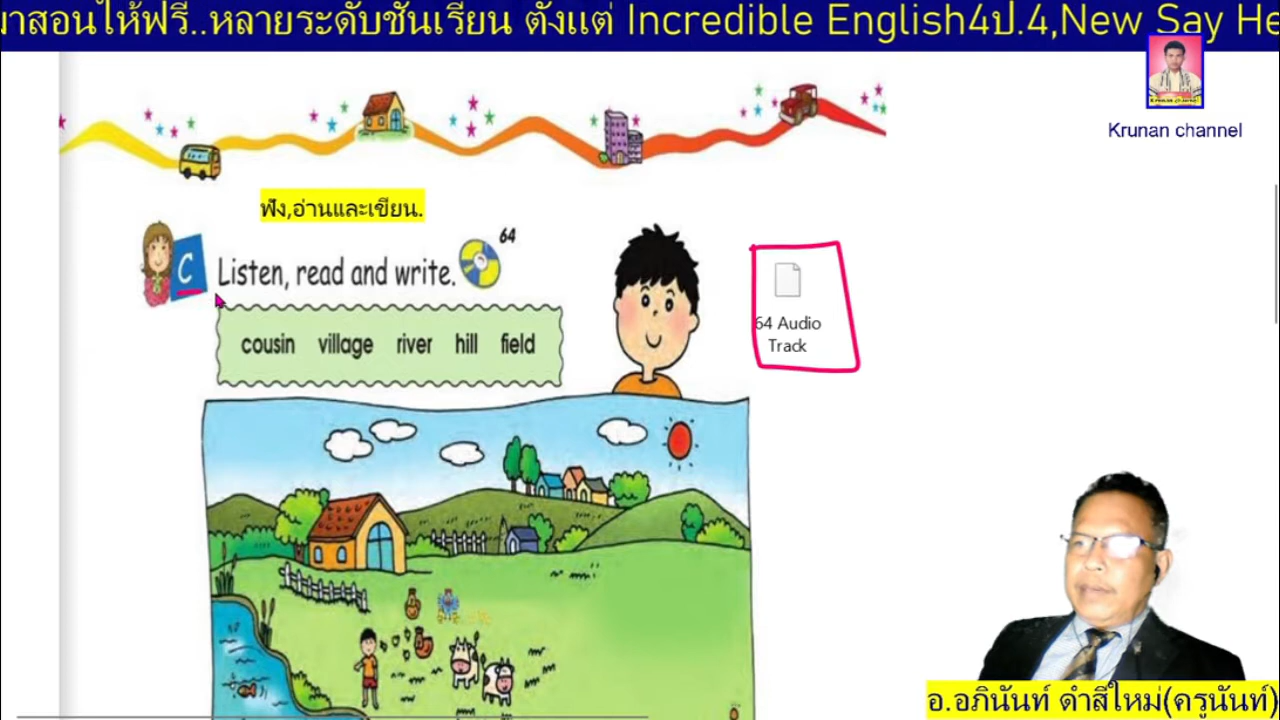 มาสอนให้ฟรี..หลายระดับชั้นเรียน ตั้งแต่ Incredible English4ป.4,New Say He
Krunan channel
ฟัง,อ่านและเขียน.
64
C Listen, read and write.
cousin village river hill field
64 Audio
Track
อ.อภินันท์ ดำสีใหม่(ครูนันท์)